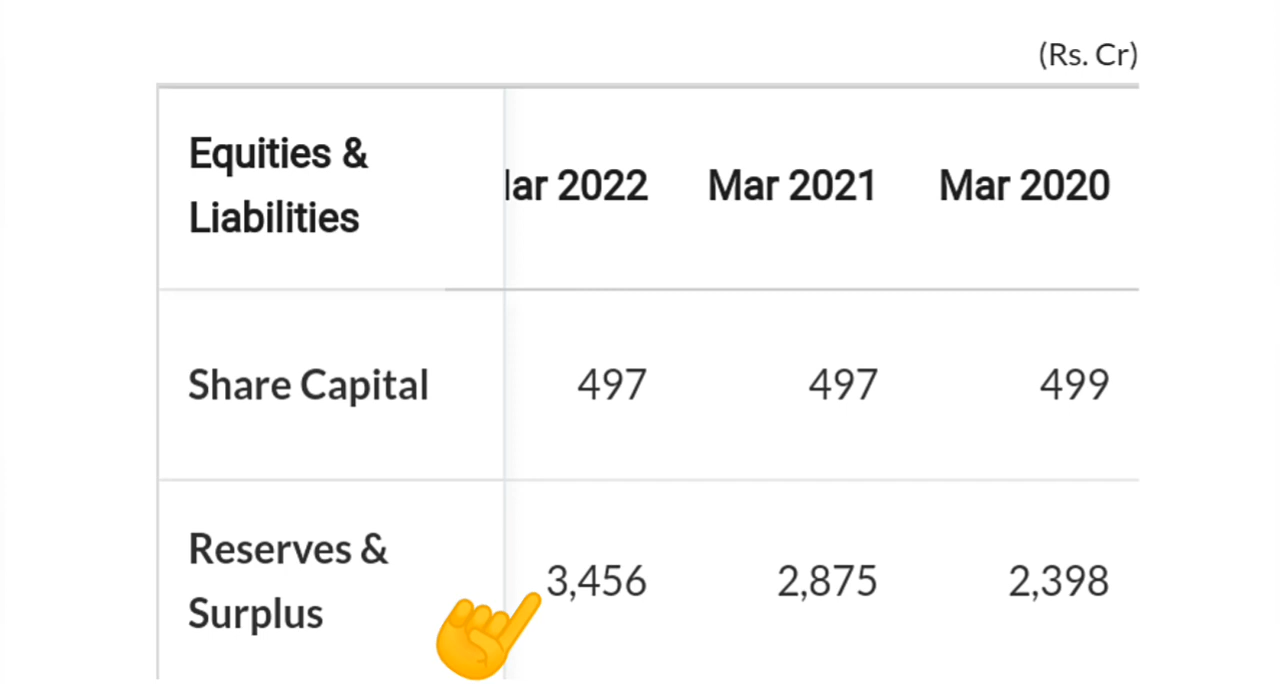 (Rs. Cr)
Equities &
Liabilities
ar 2022 Mar 2021 Mar 2020
Share Capital 497 497 499
Reserves &
Surplus
3,456 2,875 2,398